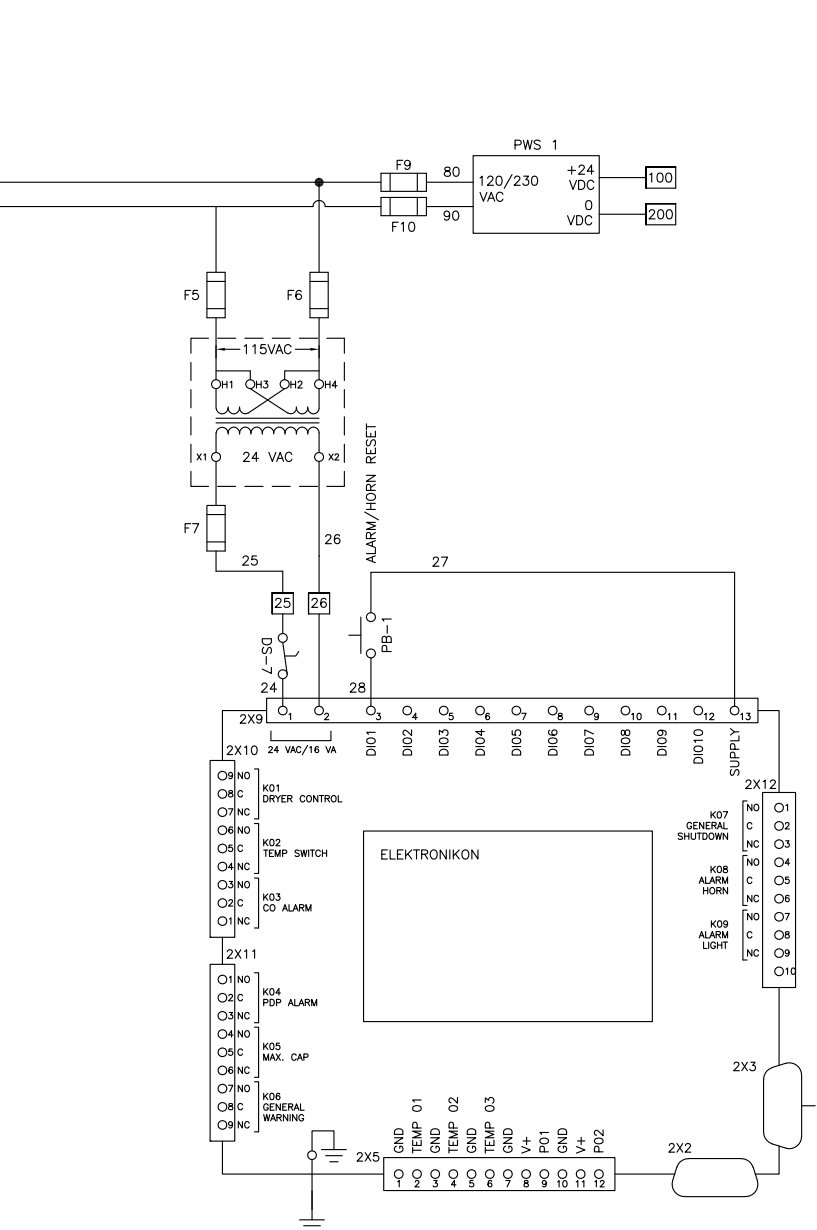 PWS 1
F9
80
120/230
VAC
+24
VDC
100
0
VDC
200
90
F10
F5
F6
115VAC
H1 H3 H2 H4
X1 24 VAC X2
F7
26
25
ALARM/HORN RESET
27
25
26
DS-7
PB-1
24
28
2X9
1 2 3 4 5 6 7 8 9 10 11 12 13
24 VAC/16 VA
DI01
DI02
DI03
DI04
DI05
DI06
DI07
DI08
DI09
DI010
SUPPLY
2X10
9 NO
8 C
7 NC
K01
DRYER CONTROL
6 NO
5 C
4 NC
K02
TEMP SWITCH
3 NO
2 C
1 NC
K03
CO ALARM
2X11
1 NO
2 C
3 NC
K04
PDP ALARM
4 NO
5 C
6 NC
K05
MAX. CAP
7 NO
8 C
9 NC
K06
GENERAL
WARNING
ELEKTRONIKON
2X12
K07
GENERAL
SHUTDOWN
NO 1
C 2
NC 3
K08
ALARM
HORN
NO 4
C 5
NC 6
K09
ALARM
LIGHT
NO 7
C 8
NC 9
10
2X3
2X2
2X5
GND
TEMP 01
GND
TEMP 02
GND
TEMP 03
GND
V+
P01
GND
V+
P02
1 2 3 4 5 6 7 8 9 10 11 12